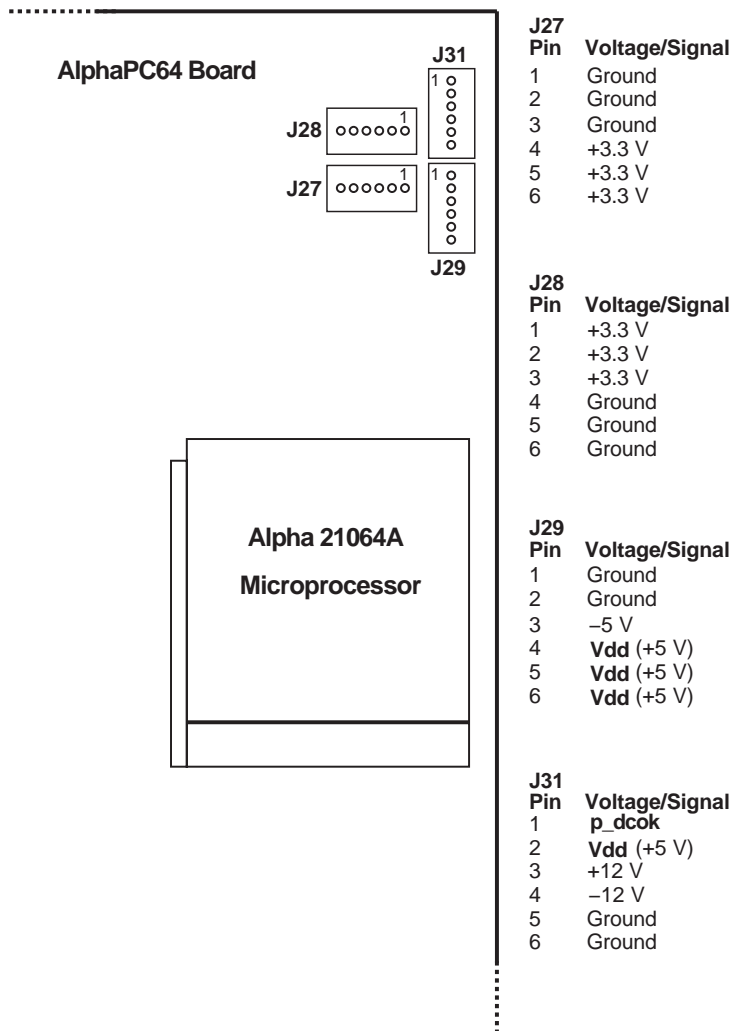 AlphaPC64 Board
J31
1
J28
1
J27
1
1
J29
Alpha 21064A
Microprocessor
J27
Pin Voltage/Signal
1 Ground
2 Ground
3 Ground
4 +3.3 V
5 +3.3 V
6 +3.3 V
J28
Pin Voltage/Signal
1 +3.3 V
2 +3.3 V
3 +3.3 V
4 Ground
5 Ground
6 Ground
J29
Pin Voltage/Signal
1 Ground
2 Ground
3 –5 V
4 Vdd (+5 V)
5 Vdd (+5 V)
6 Vdd (+5 V)
J31
Pin Voltage/Signal
1 p_dcok
2 Vdd (+5 V)
3 +12 V
4 –12 V
5 Ground
6 Ground